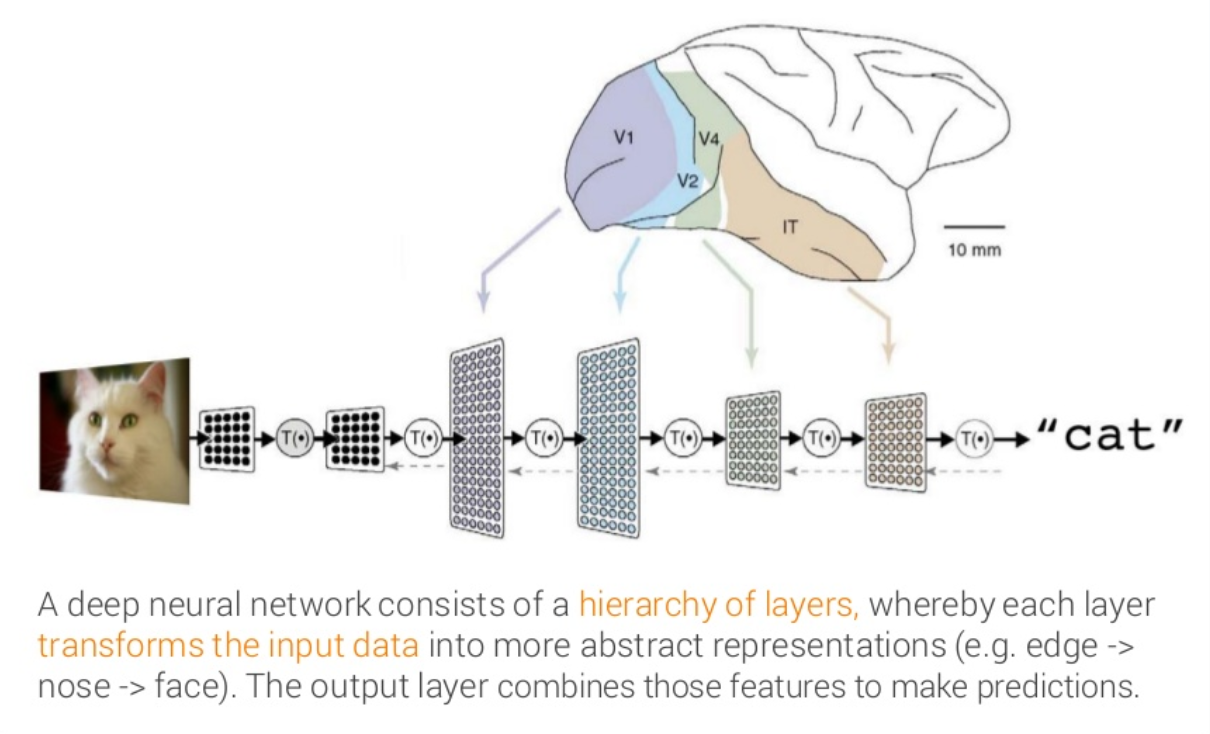 V1
V4
V2
IT
10 mm
T(•) T(•) T(•) T(•) T(•) T(•) “cat”
A deep neural network consists of a hierarchy of layers, whereby each layer
transforms the input data into more abstract representations (e.g. edge ->
nose -> face). The output layer combines those features to make predictions.